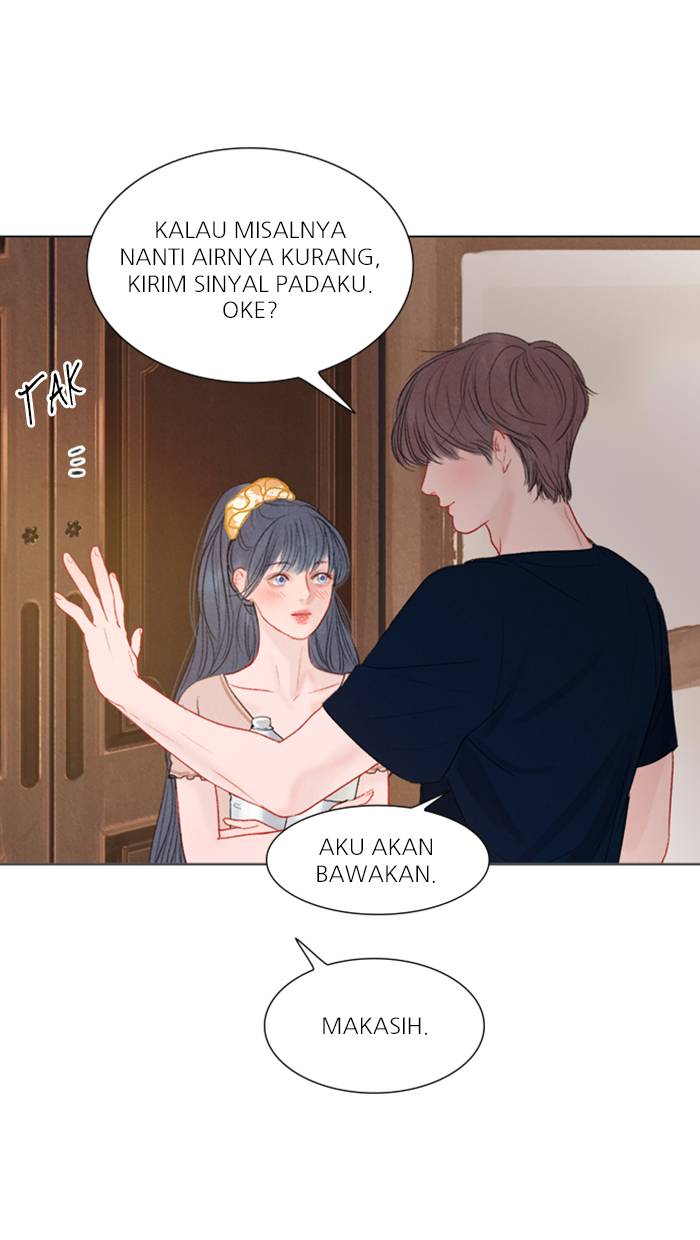 KALAU MISALNYA
NANTI AIRNYA KURANG,
KIRIM SINYAL PADAKU.
OKE?
TAK
AKU AKAN
BAWAKAN.
MAKASIH.